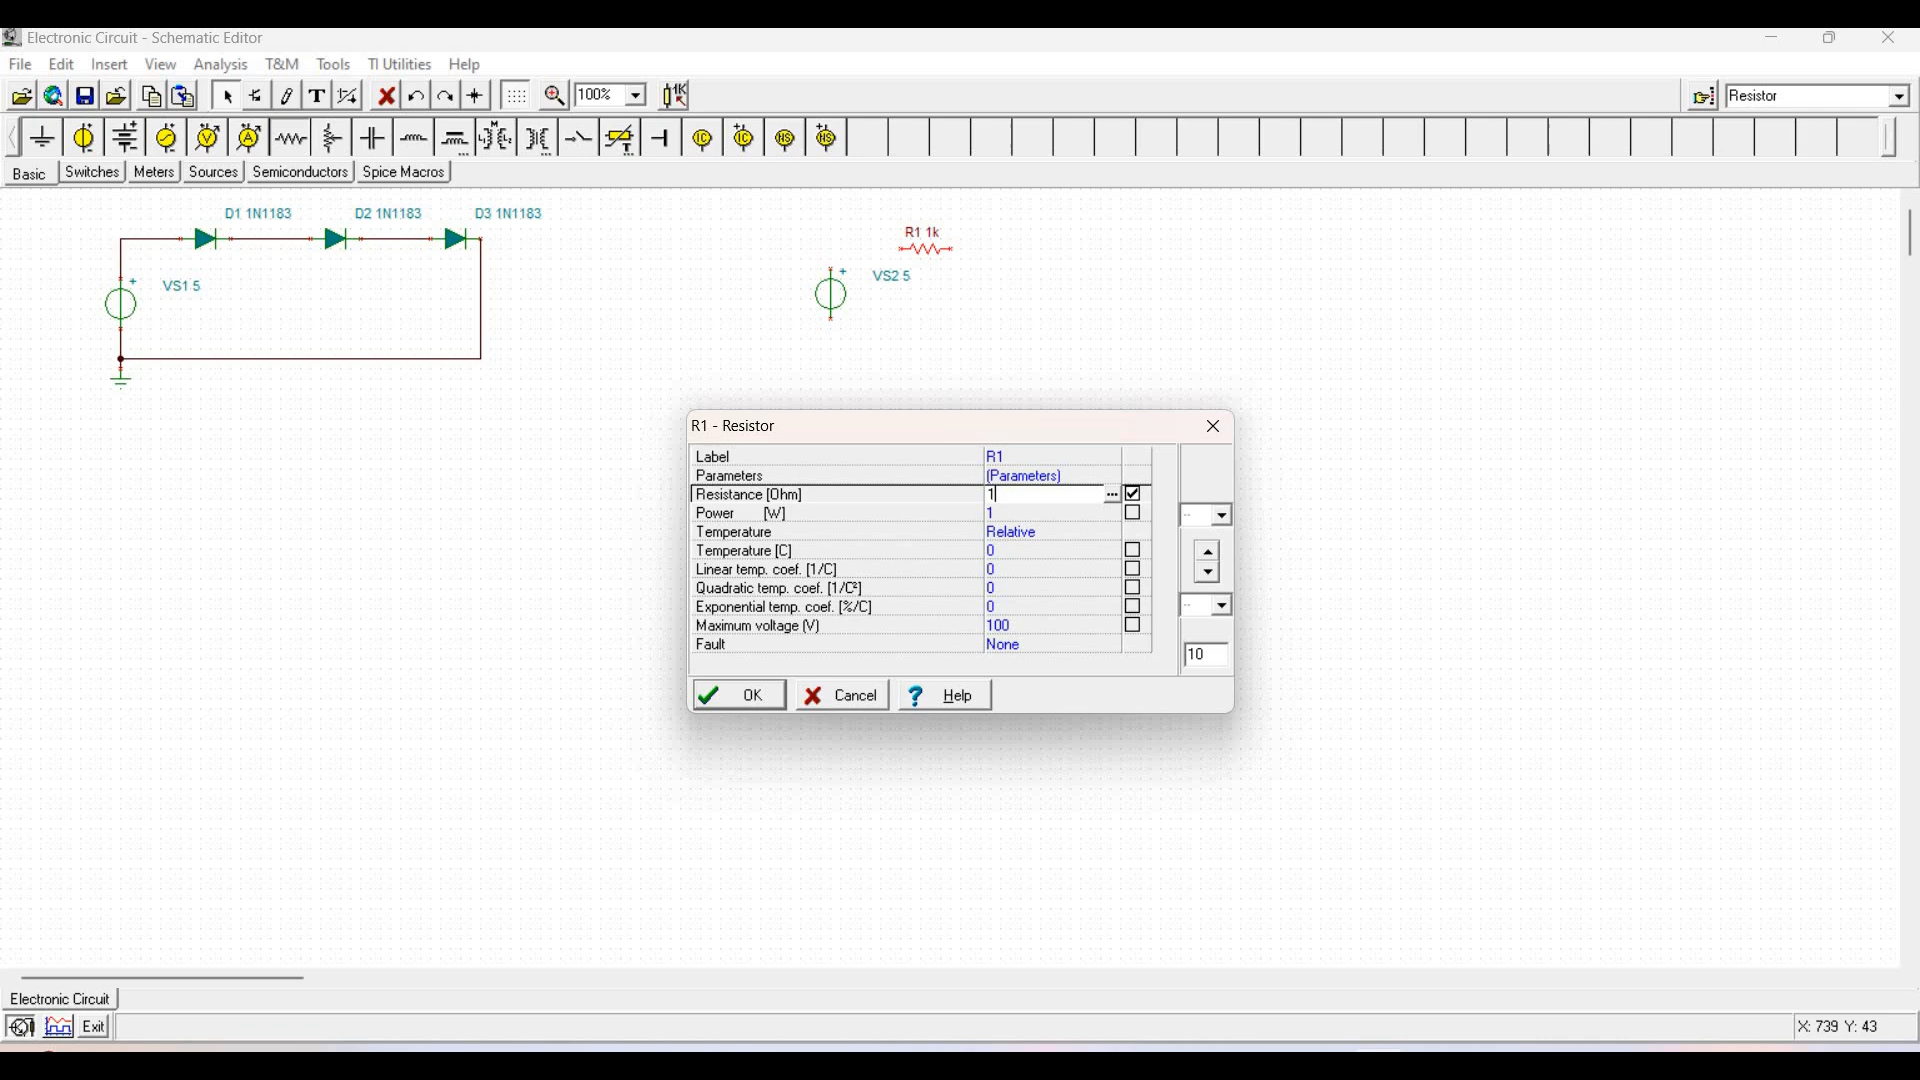 Electronic Circuit - Schematic Editor
File Edit Insert View Analysis T&M Tools TI Utilities Help
100% Resistor
Basic Switches Meters Sources Semiconductors Spice Macros
D1 1N1183 D2 1N1183 D3 1N1183
R1 1k
VS2 5
VS1 5
R1 - Resistor
Label R1
Parameters (Parameters)
Resistance [Ohm] 1
Power [W] 1
Temperature Relative
Temperature [C] 0
Linear temp. coef. [1/C] 0
Quadratic temp. coef. [1/C²] 0
Exponential temp. coef. [%/C] 0
Maximum voltage (V) 100
Fault None
10
OK Cancel Help
Electronic Circuit
Exit X: 739 Y: 43